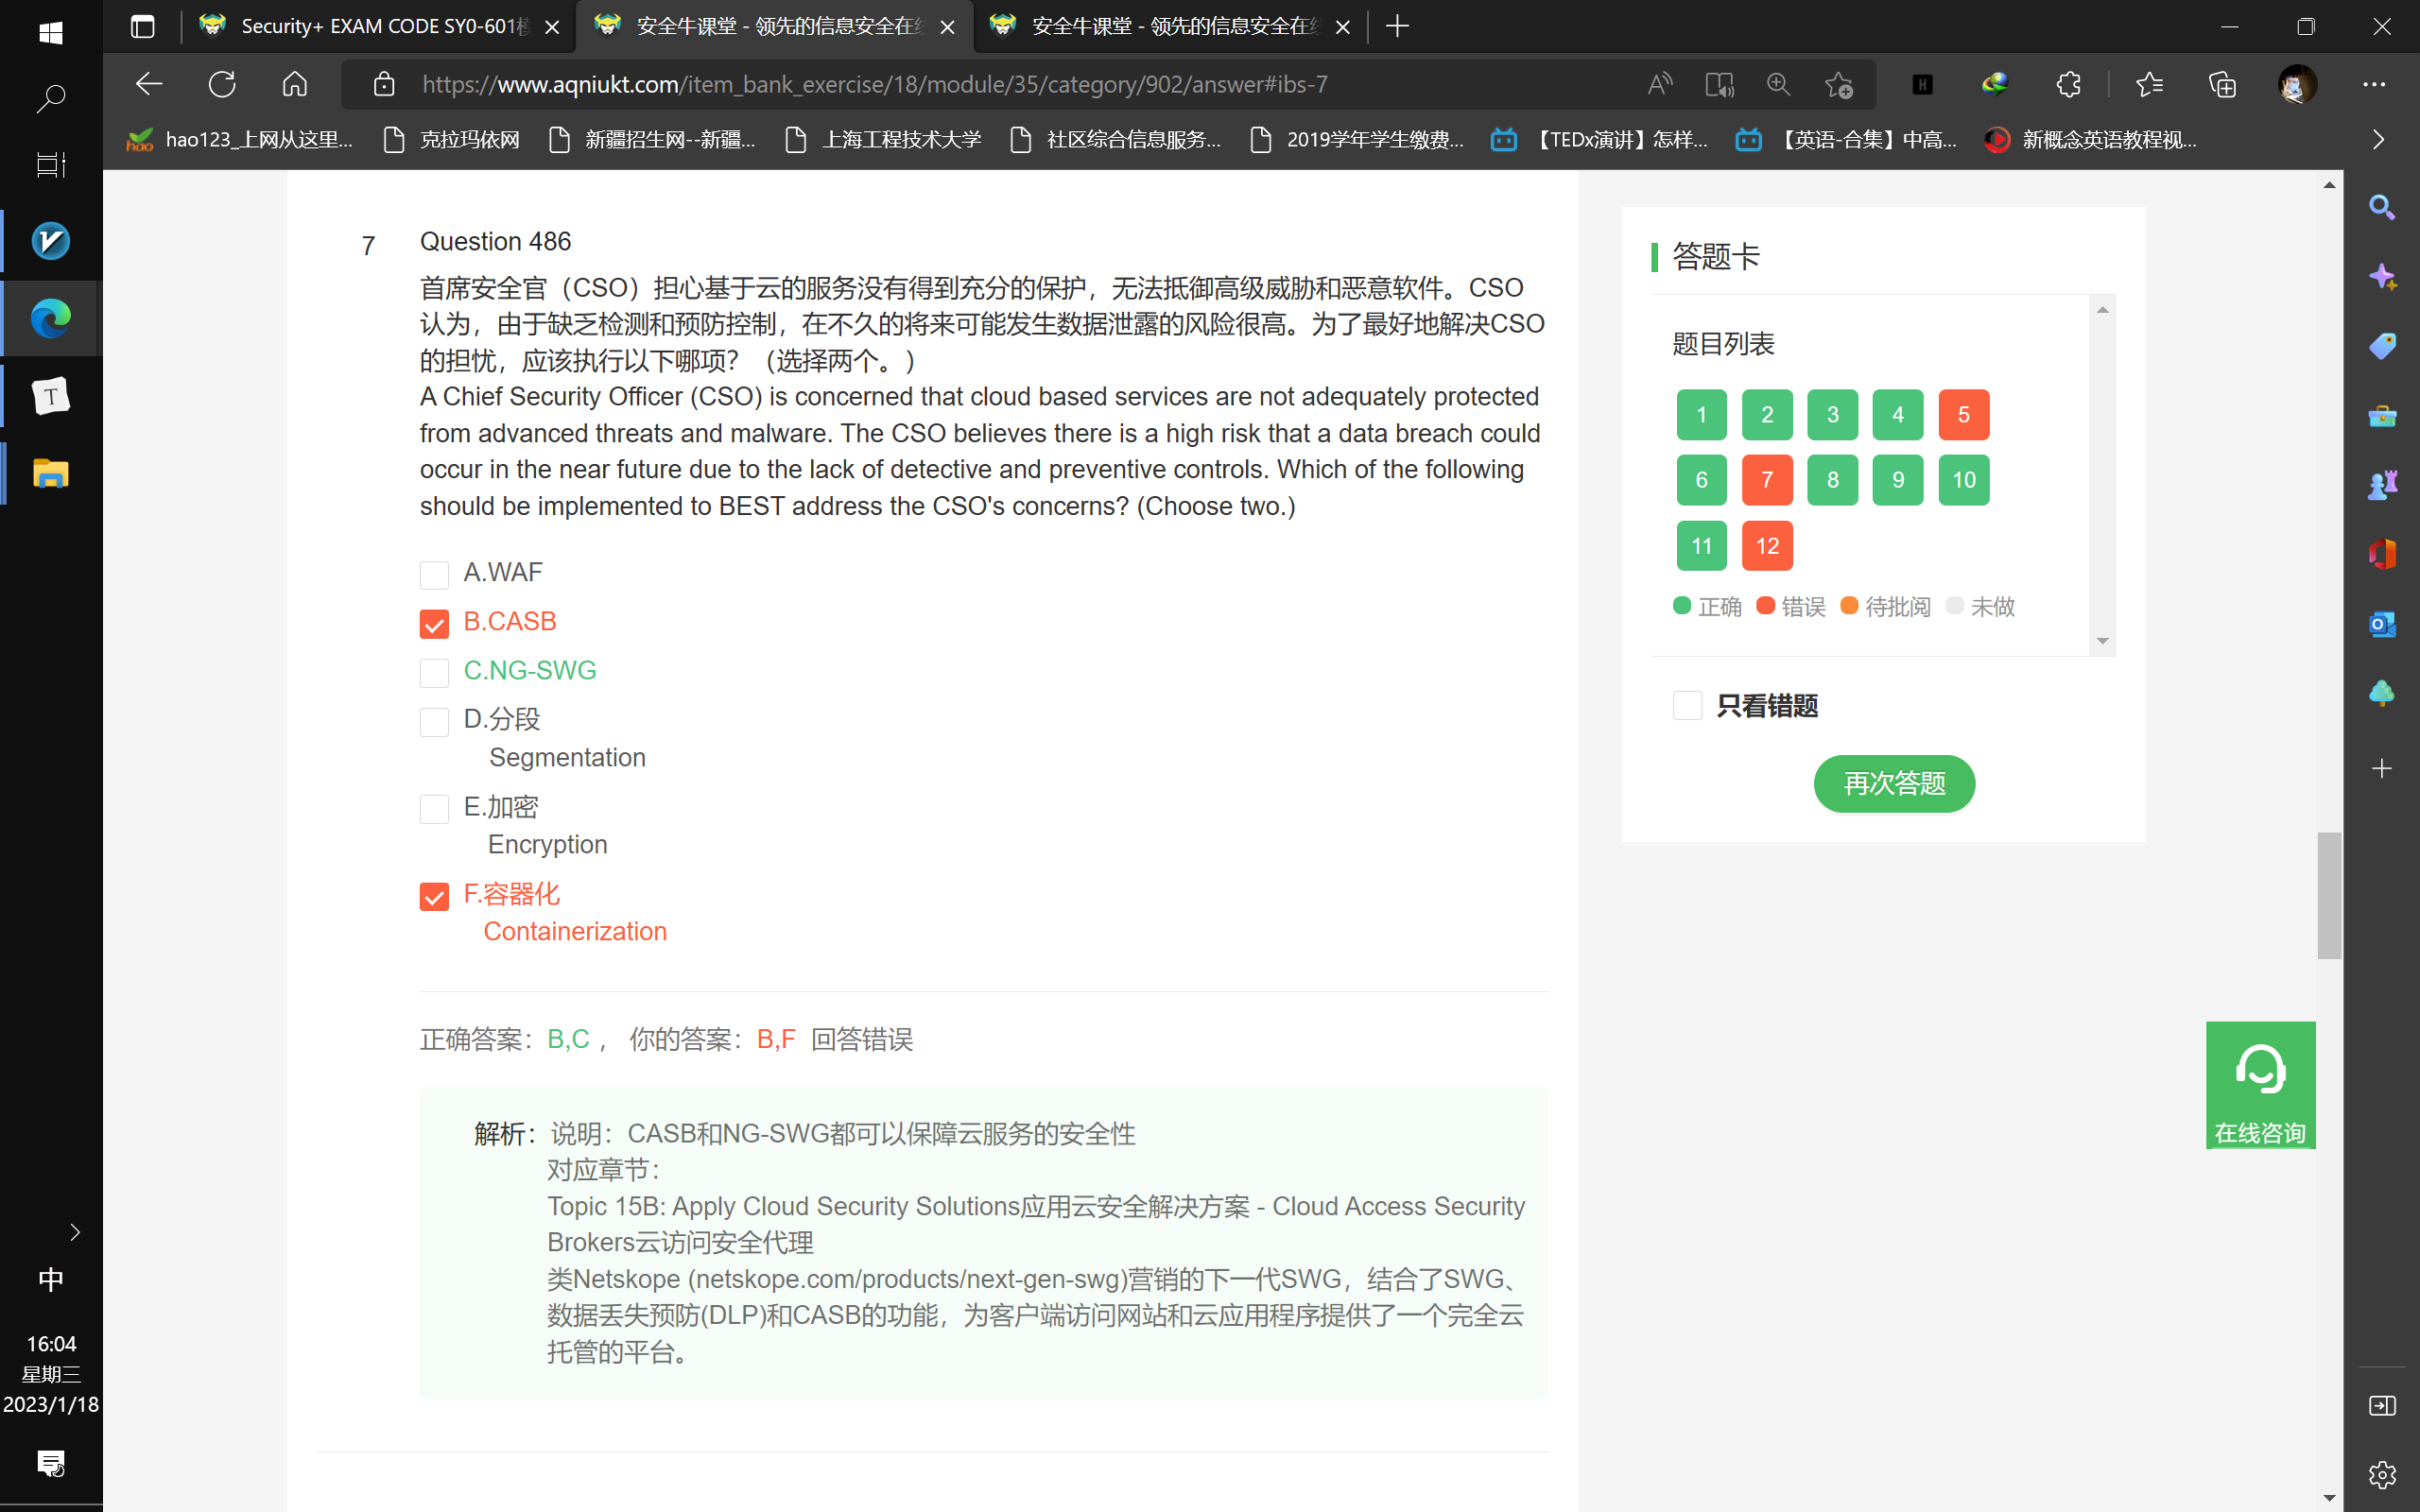 Security+ EXAM CODE SY0-601
安全牛课堂 - 领先的信息安全在
安全牛课堂 - 领先的信息安全在
https://www.aqniukt.com/item_bank_exercise/18/module/35/category/902/answer#ibs-7
hao123_上网从这里...
克拉玛依网
新疆招生网--新疆...
上海工程技术大学
社区综合信息服务...
2019学年学生缴费...
【TEDx演讲】怎样...
【英语-合集】中高...
新概念英语教程视...
7
Question 486
首席安全官（CSO）担心基于云的服务没有得到充分的保护，无法抵御高级威胁和恶意软件。CSO
认为，由于缺乏检测和预防控制，在不久的将来可能发生数据泄露的风险很高。为了最好地解决CSO
的担忧，应该执行以下哪项？（选择两个。）
A Chief Security Officer (CSO) is concerned that cloud based services are not adequately protected
from advanced threats and malware. The CSO believes there is a high risk that a data breach could
occur in the near future due to the lack of detective and preventive controls. Which of the following
should be implemented to BEST address the CSO's concerns? (Choose two.)
A.WAF
B.CASB
C.NG-SWG
D.分段
Segmentation
E.加密
Encryption
F.容器化
Containerization
正确答案：B,C ， 你的答案：B,F 回答错误
解析：说明：CASB和NG-SWG都可以保障云服务的安全性
对应章节：
Topic 15B: Apply Cloud Security Solutions应用云安全解决方案 - Cloud Access Security
Brokers云访问安全代理
类Netskope (netskope.com/products/next-gen-swg)营销的下一代SWG，结合了SWG、
数据丢失预防(DLP)和CASB的功能，为客户端访问网站和云应用程序提供了一个完全云
托管的平台。
答题卡
题目列表
1 2 3 4 5
6 7 8 9 10
11 12
正确 错误 待批阅 未做
只看错题
再次答题
在线咨询
中
16:04
星期三
2023/1/18